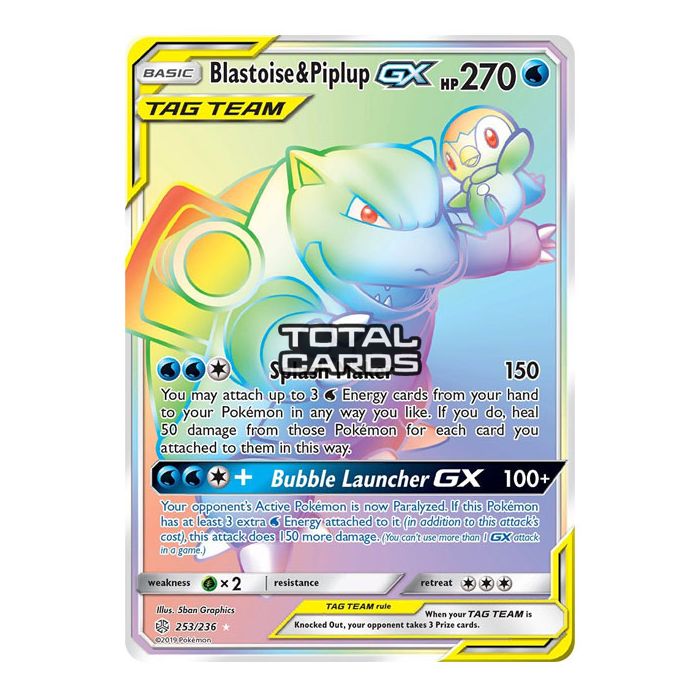 BASIC Blastoise&Piplup GX HP270
TAG TEAM
TOTAL
CARDS
Splash Maker 150
You may attach up to 3 Energy cards from your hand
to your Pokémon in any way you like. If you do, heal
50 damage from those Pokémon for each card you
attached to them in this way.
+ Bubble Launcher GX 100+
Your opponent's Active Pokémon is now Paralyzed. If this Pokémon
has at least 3 extra Energy attached to it (in addition to this attack's
cost), this attack does 150 more damage. (You can't use more than 1 GX attack
in a game.)
weakness ×2 resistance retreat
Illus. 5ban Graphics
253/236
©2019 Pokémon
TAG TEAM rule
When your TAG TEAM is
Knocked Out, your opponent takes 3 Prize cards.